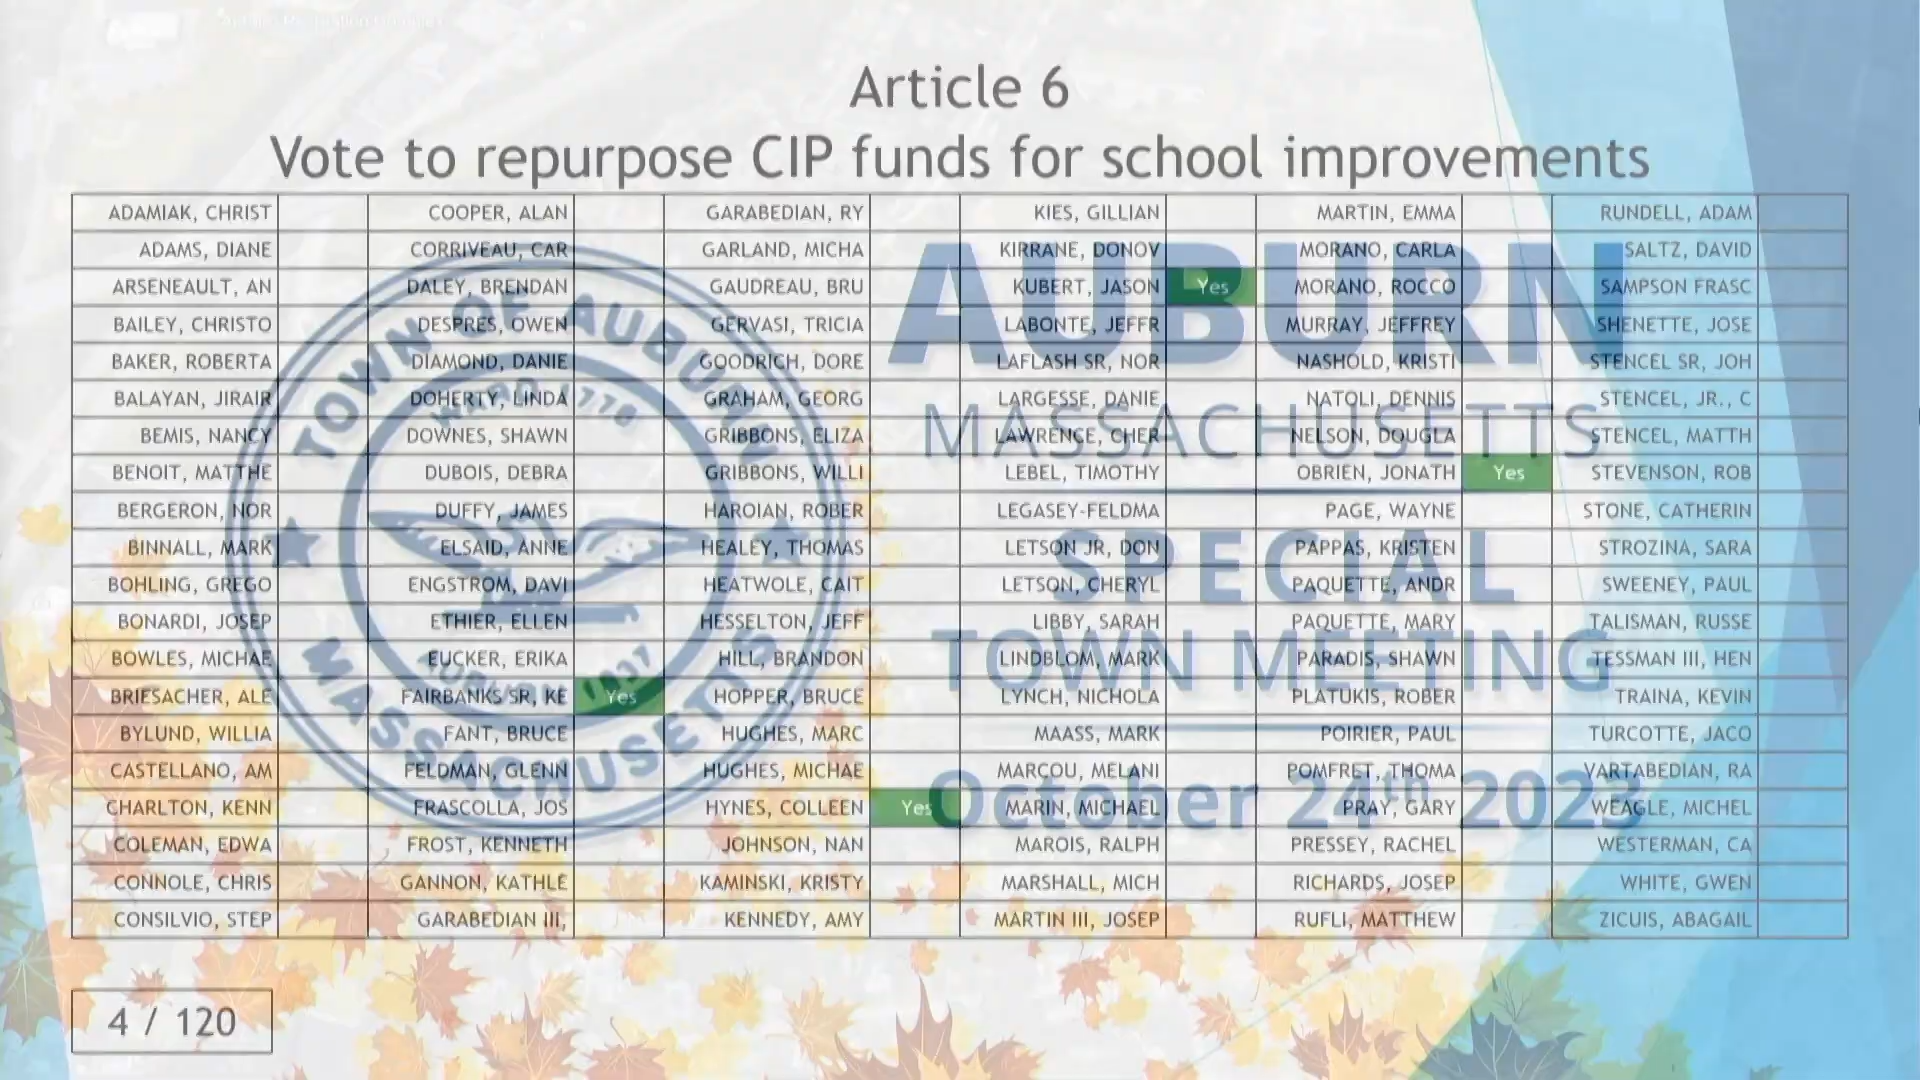 Article 6
Vote to repurpose CIP funds for school improvements
ADAMIAK, CHRIST COOPER, ALAN GARABEDIAN, RY KIES, GILLIAN MARTIN, EMMA RUNDELL, ADAM
ADAMS, DIANE CORRIVEAU, CAR GARLAND, MICHA KIRRANE, DONOV MORANO, CARLA SALTZ, DAVID
ARSENEAULT, AN DALEY, BRENDAN GAUDREAU, BRU KUBERT, JASON Yes MORANO, ROCCO SAMPSON FRASC
BAILEY, CHRISTO DESPRES, OWEN GERVASI, TRICIA LABONTE, JEFFR MURRAY, JEFFREY SHENETTE, JOSE
BAKER, ROBERTA DIAMOND, DANIE GOODRICH, DORE LAFLASH SR, NOR NASHOLD, KRISTI STENCEL SR, JOH
BALAYAN, JIRAIR DOHERTY, LINDA GRAHAM, GEORG LARGESSE, DANIE NATOLI, DENNIS STENCEL, JR., C
BEMIS, NANCY DOWNES, SHAWN GRIBBONS, ELIZA LAWRENCE, CHER NELSON, DOUGLA STENCEL, MATTH
BENOIT, MATTHE DUBOIS, DEBRA GRIBBONS, WILLI LEBEL, TIMOTHY OBRIEN, JONATH Yes STEVENSON, ROB
BERGERON, NOR DUFFY, JAMES HAROIAN, ROBER LEGASEY-FELDMA PAGE, WAYNE STONE, CATHERIN
BINNALL, MARK ELSAID, ANNE HEALEY, THOMAS LETSON JR, DON PAPPAS, KRISTEN STROZINA, SARA
BOHLING, GREGO ENGSTROM, DAVI HEATWOLE, CAIT LETSON, CHERYL PAQUETTE, ANDR SWEENEY, PAUL
BONARDI, JOSEP ETHIER, ELLEN HESSELTON, JEFF LIBBY, SARAH PAQUETTE, MARY TALISMAN, RUSSE
BOWLES, MICHAE EUCKER, ERIKA HILL, BRANDON LINDBLOM, MARK PARADIS, SHAWN TESSMAN III, HEN
BRIESACHER, ALE FAIRBANKS SR, KE Yes HOPPER, BRUCE LYNCH, NICHOLA PLATUKIS, ROBER TRAINA, KEVIN
BYLUND, WILLIA FANT, BRUCE HUGHES, MARC MAASS, MARK POIRIER, PAUL TURCOTTE, JACO
CASTELLANO, AM FELDMAN, GLENN HUGHES, MICHAE MARCOU, MELANI POMFRET, THOMA VARTABEDIAN, RA
CHARLTON, KENN FRASCOLLA, JOS HYNES, COLLEEN Yes MARIN, MICHAEL PRAY, GARY WEAGLE, MICHEL
COLEMAN, EDWA FROST, KENNETH JOHNSON, NAN MAROIS, RALPH PRESSEY, RACHEL WESTERMAN, CA
CONNOLE, CHRIS GANNON, KATHLE KAMINSKI, KRISTY MARSHALL, MICH RICHARDS, JOSEP WHITE, GWEN
CONSILVIO, STEP GARABEDIAN III, KENNEDY, AMY MARTIN III, JOSEP RUFLI, MATTHEW ZICUIS, ABAGAIL
4 / 120
TOWN OF AUBURN
WARD 1778
AUBURN 1837
MASSACHUSETTS
AUBURN
MASSACHUSETTS
SPECIAL
TOWN MEETING
October 24th 2023